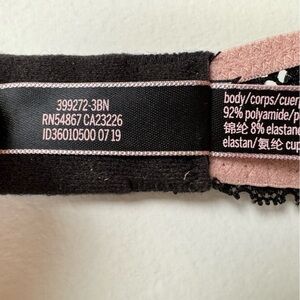 399272-3BN
RN54867 CA23226
ID36010500 07 19
body/corps/cuer
92% polyamide/p
锦纶 8% elastane
elastan/氨纶 cup